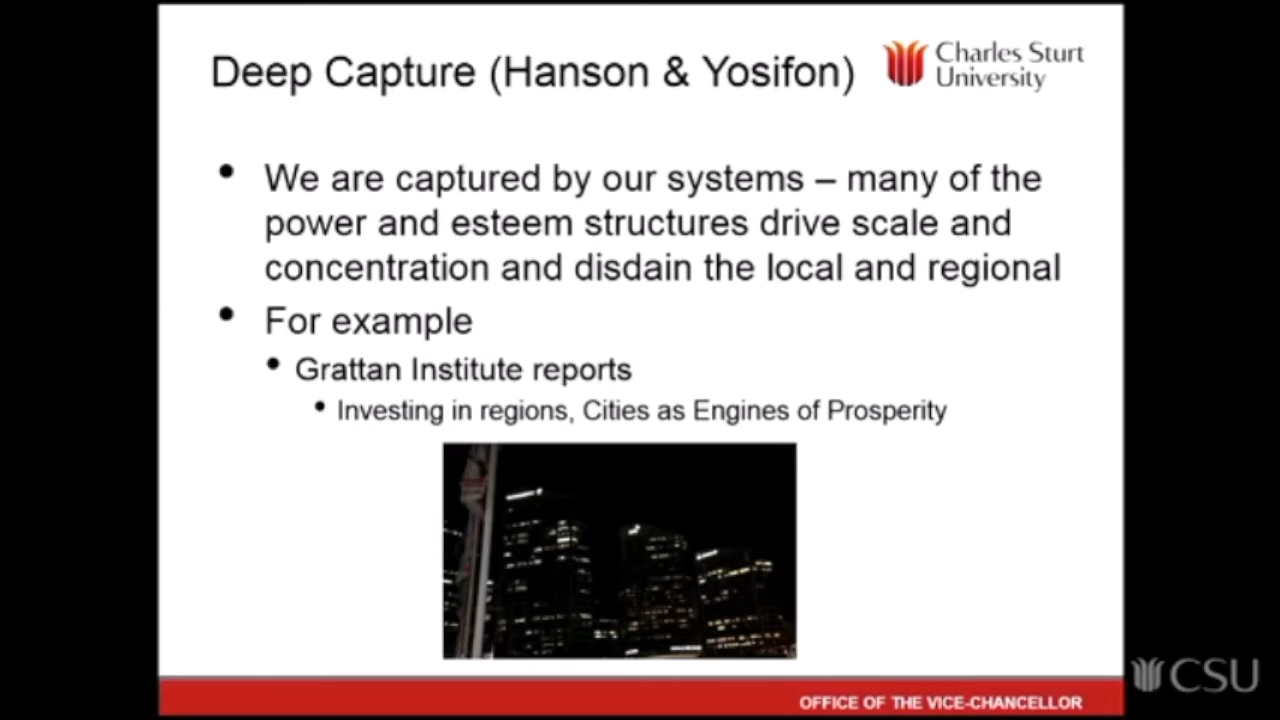 Deep Capture (Hanson & Yosifon)
Charles Sturt
University
• We are captured by our systems – many of the
power and esteem structures drive scale and
concentration and disdain the local and regional
• For example
• Grattan Institute reports
• Investing in regions, Cities as Engines of Prosperity
OFFICE OF THE VICE-CHANCELLOR
CSU